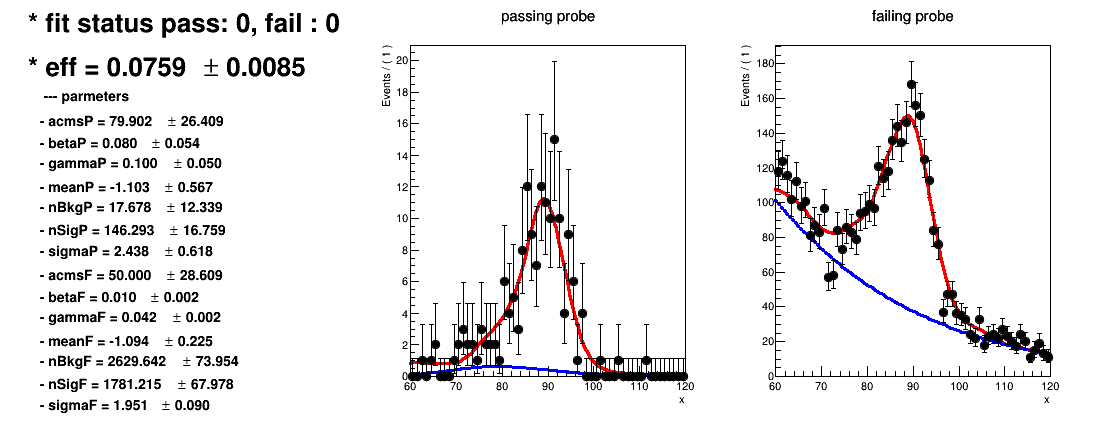 * fit status pass: 0, fail : 0
* eff = 0.0759 ± 0.0085
--- parmeters
- acmsP = 79.902 ± 26.409
- betaP = 0.080 ± 0.054
- gammaP = 0.100 ± 0.050
- meanP = -1.103 ± 0.567
- nBkgP = 17.678 ± 12.339
- nSigP = 146.293 ± 16.759
- sigmaP = 2.438 ± 0.618
- acmsF = 50.000 ± 28.609
- betaF = 0.010 ± 0.002
- gammaF = 0.042 ± 0.002
- meanF = -1.094 ± 0.225
- nBkgF = 2629.642 ± 73.954
- nSigF = 1781.215 ± 67.978
- sigmaF = 1.951 ± 0.090
passing probe
Events / ( 1 )
20
18
16
14
12
10
8
6
4
2
0
60 70 80 90 100 110 120
x
failing probe
Events / ( 1 )
180
160
140
120
100
80
60
40
20
0
60 70 80 90 100 110 120
x